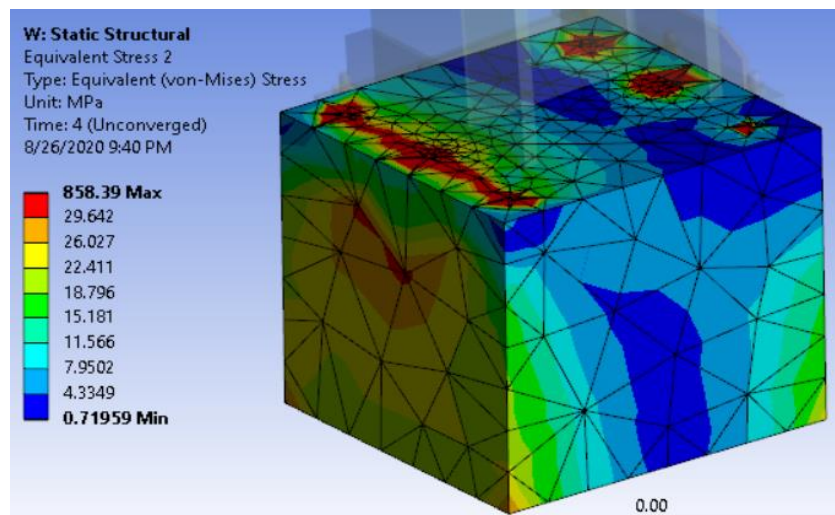 W: Static Structural
Equivalent Stress 2
Type: Equivalent (von-Mises) Stress
Unit: MPa
Time: 4 (Unconverged)
8/26/2020 9:40 PM
858.39 Max
29.642
26.027
22.411
18.796
15.181
11.566
7.9502
4.3349
0.71959 Min
0.00